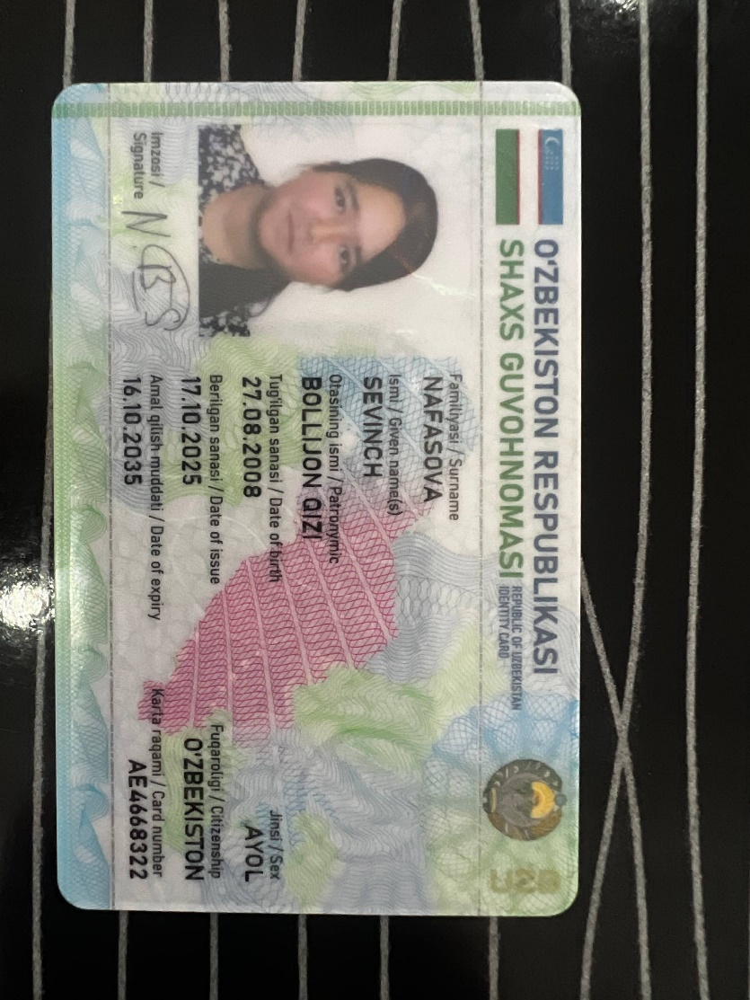 O'ZBEKISTON RESPUBLIKASI
SHAXS GUVOHNOMASI REPUBLIC OF UZBEKISTAN
IDENTITY CARD
Familiyasi / Surname
NAFASOVA
Ismi / Given name(s)
SEVINCH
Otasining ismi / Patronymic
BOLLIJON QIZI
Tug'ilgan sanasi / Date of birth
27.08.2008
Jinsi / Sex
AYOL
Berilgan sanasi / Date of issue
17.10.2025
Fuqaroligi / Citizenship
O'ZBEKISTON
Amal qilish muddati / Date of expiry
16.10.2035
Karta raqami / Card number
AE4668322
Imzosi /
Signature